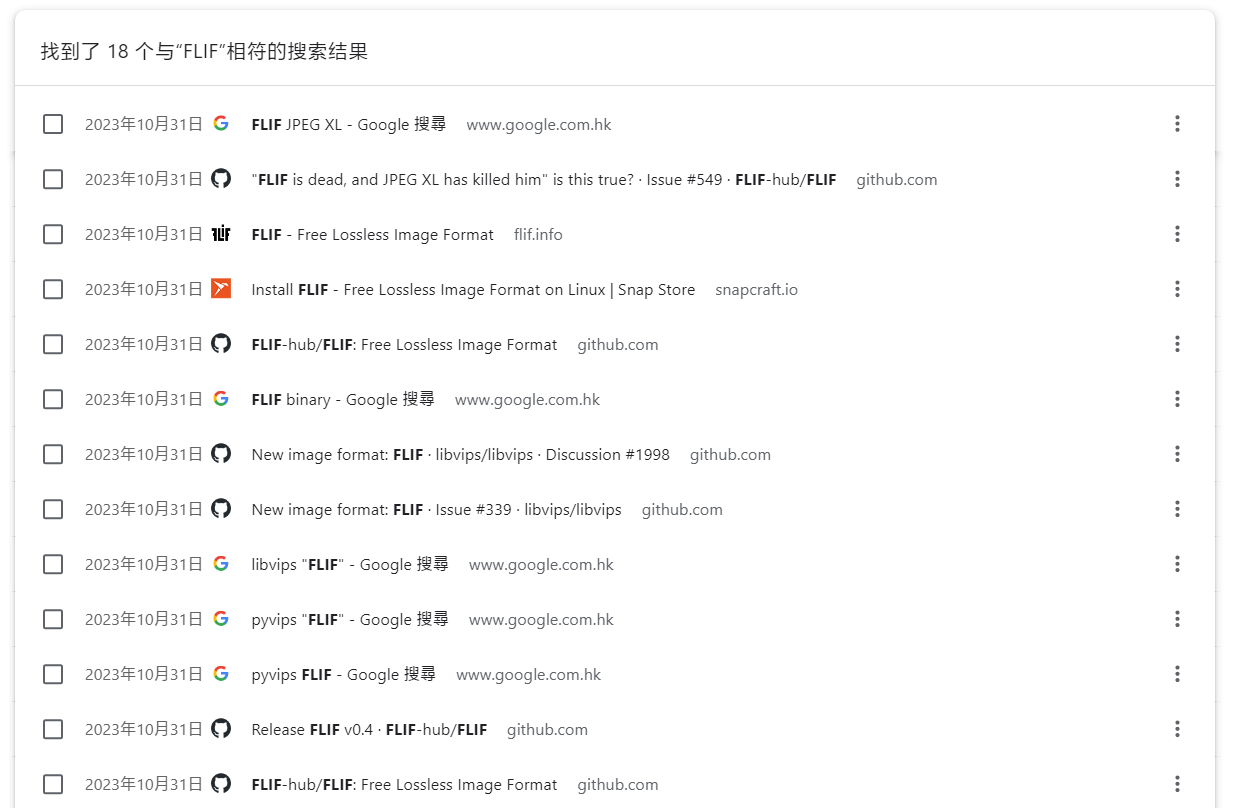 找到了 18 个与“FLIF”相符的搜索结果
2023年10月31日 FLIF JPEG XL - Google 搜尋 www.google.com.hk
2023年10月31日 "FLIF is dead, and JPEG XL has killed him" is this true? · Issue #549 · FLIF-hub/FLIF github.com
2023年10月31日 FLIF FLIF - Free Lossless Image Format flif.info
2023年10月31日 Install FLIF - Free Lossless Image Format on Linux | Snap Store snapcraft.io
2023年10月31日 FLIF-hub/FLIF: Free Lossless Image Format github.com
2023年10月31日 FLIF binary - Google 搜尋 www.google.com.hk
2023年10月31日 New image format: FLIF · libvips/libvips · Discussion #1998 github.com
2023年10月31日 New image format: FLIF · Issue #339 · libvips/libvips github.com
2023年10月31日 libvips "FLIF" - Google 搜尋 www.google.com.hk
2023年10月31日 pyvips "FLIF" - Google 搜尋 www.google.com.hk
2023年10月31日 pyvips FLIF - Google 搜尋 www.google.com.hk
2023年10月31日 Release FLIF v0.4 · FLIF-hub/FLIF github.com
2023年10月31日 FLIF-hub/FLIF: Free Lossless Image Format github.com